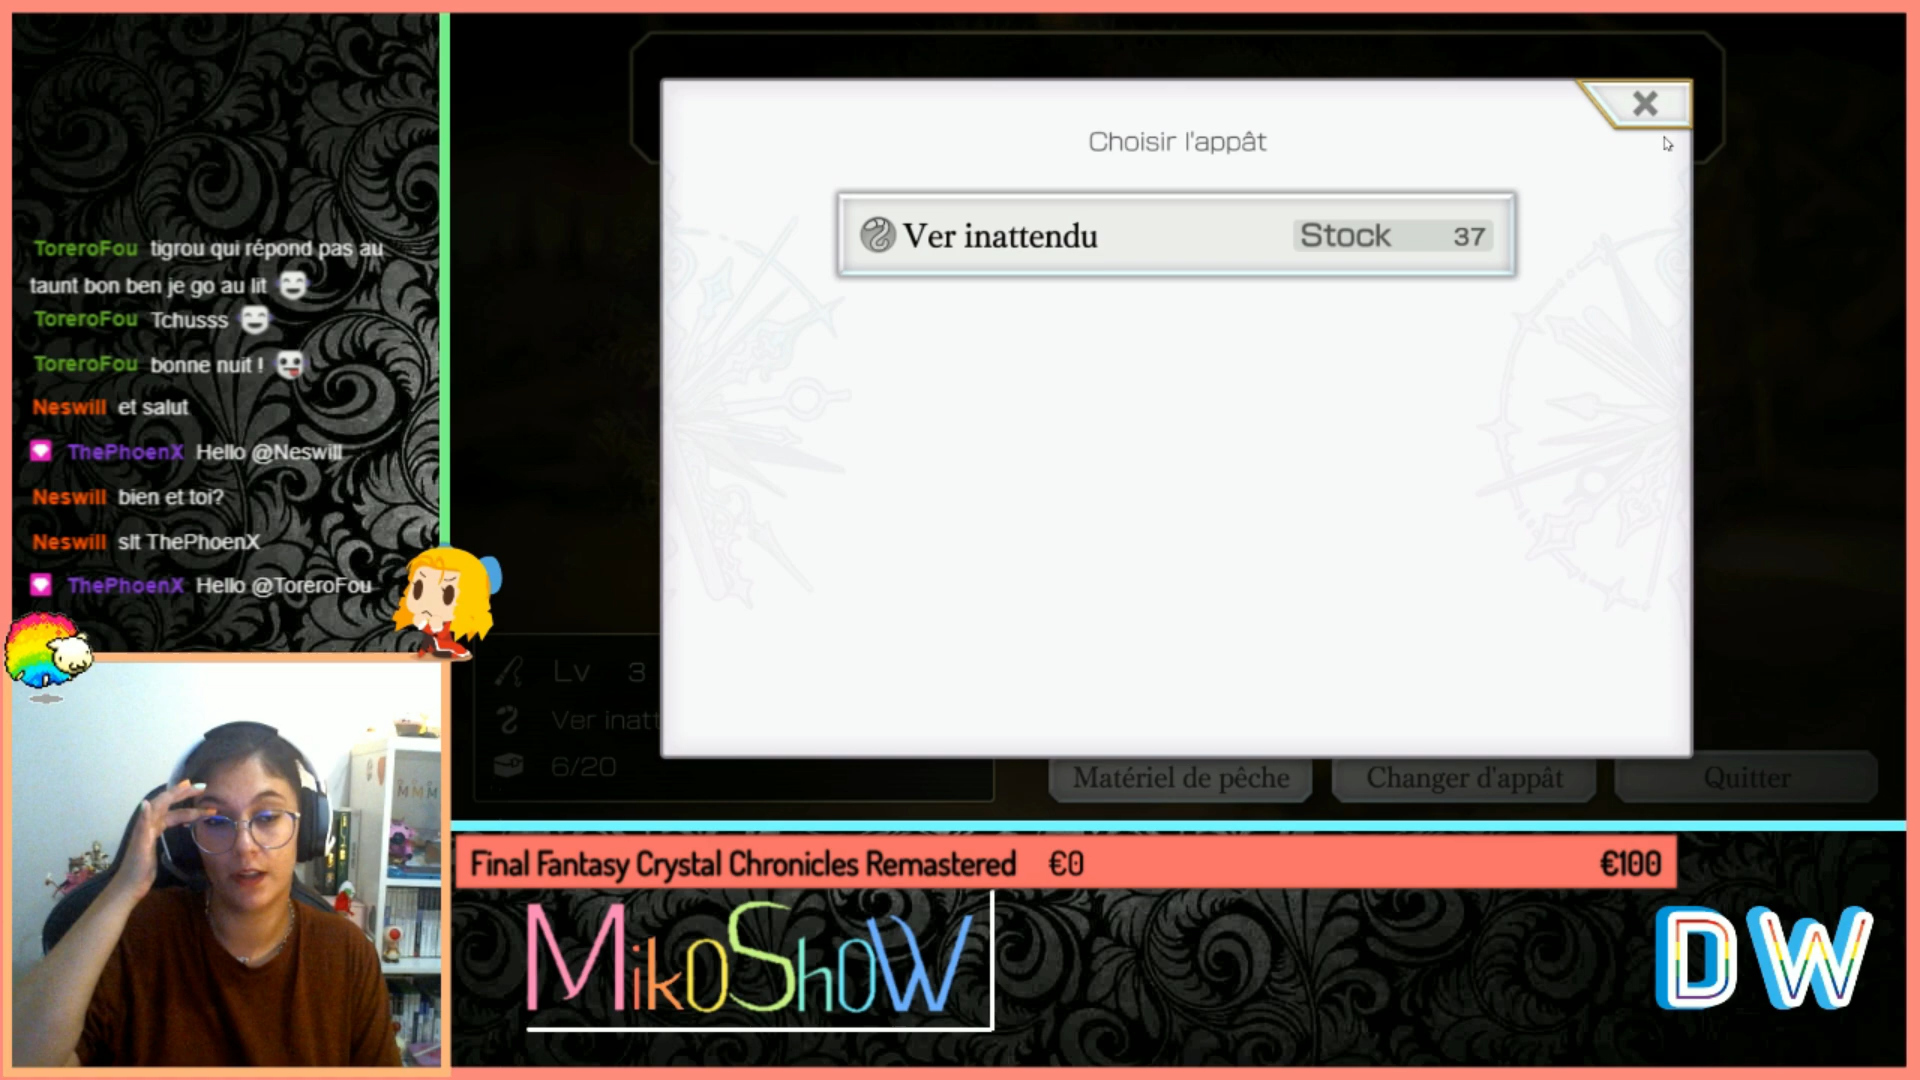 ToreroFou tigrou qui répond pas au
taunt bon ben je go au lit
ToreroFou Tchusss
ToreroFou bonne nuit !
Neswill et salut
ThePhoenX Hello @Neswill
Neswill bien et toi?
Neswill slt ThePhoenX
ThePhoenX Hello @ToreroFou
Choisir l'appât
Ver inattendu Stock 37
Lv 3
Ver inatt
6/20
Matériel de pêche Changer d'appât Quitter
Final Fantasy Crystal Chronicles Remastered €0 €100
MikoShoW
DW